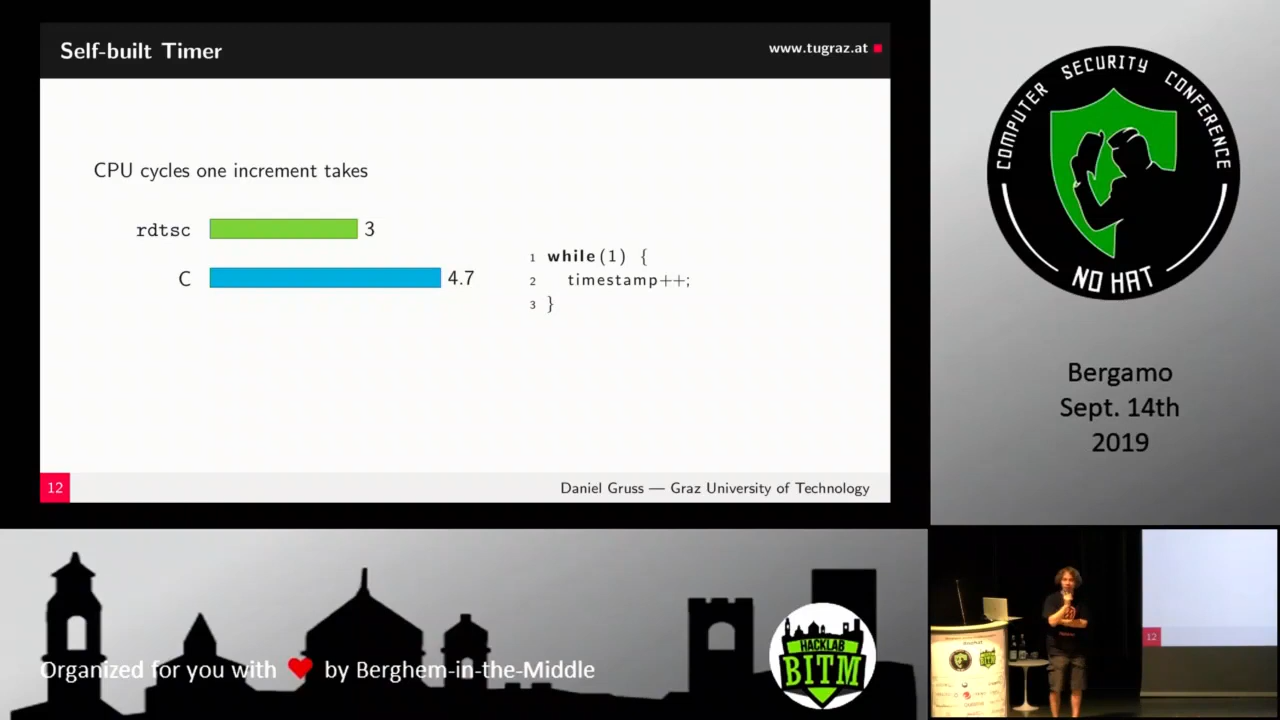 Self-built Timer
www.tugraz.at
CPU cycles one increment takes
rdtsc 3
C 4.7
1 while(1) {
2 timestamp++;
3 }
12
Daniel Gruss — Graz University of Technology
COMPUTER SECURITY CONFERENCE
NO HAT
Bergamo
Sept. 14th
2019
Organized for you with ❤ by Berghem-in-the-Middle
HACKLAB
BITM
12